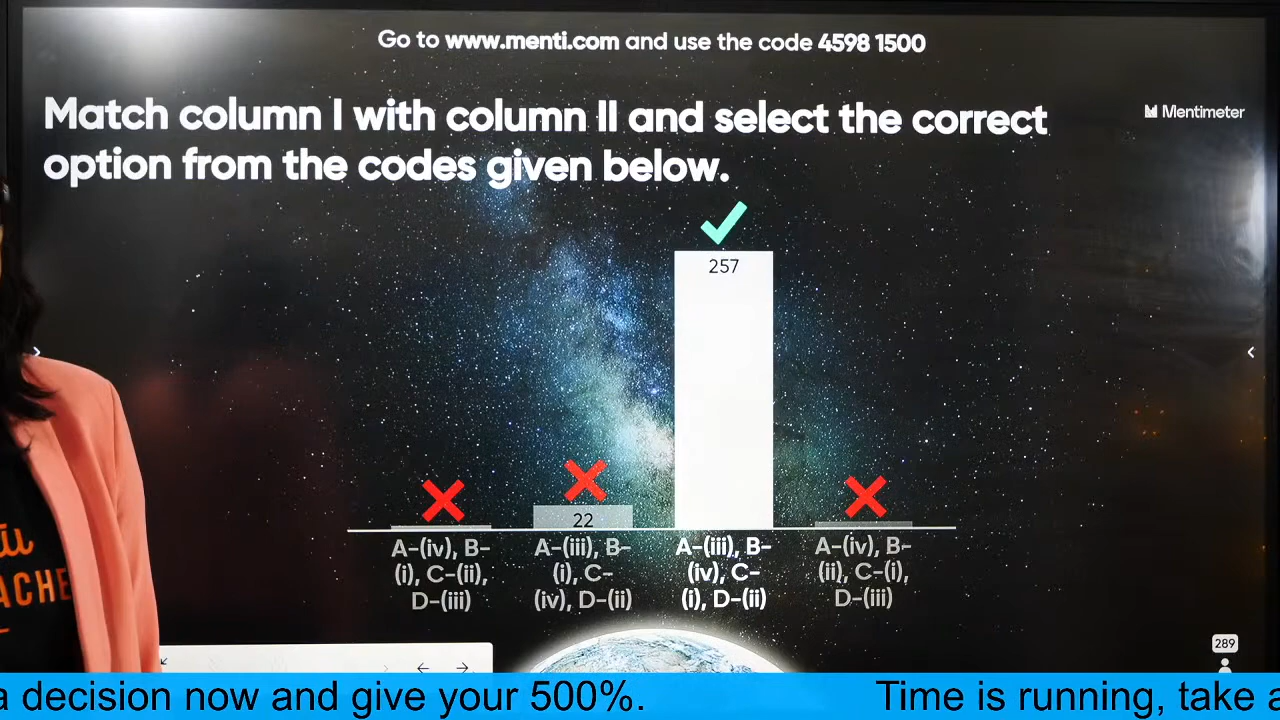 Go to www.menti.com and use the code 4598 1500
Match column I with column II and select the correct
option from the codes given below.
Mentimeter
257
22
A-(iv), B-
(i), C-(ii),
D-(iii)
A-(iii), B-
(i), C-
(iv), D-(ii)
A-(iii), B-
(iv), C-
(i), D-(ii)
A-(iv), B-
(ii), C-(i),
D-(iii)
289
ACHE
a decision now and give your 500%.
Time is running, take a